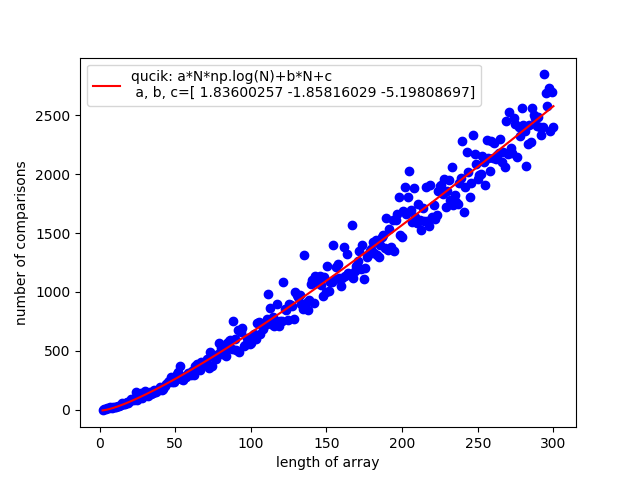 qucik: a*N*np.log(N)+b*N+c
a, b, c=[ 1.83600257 -1.85816029 -5.19808697]
2500
2000
1500
1000
500
0
number of comparisons
0 50 100 150 200 250 300
length of array